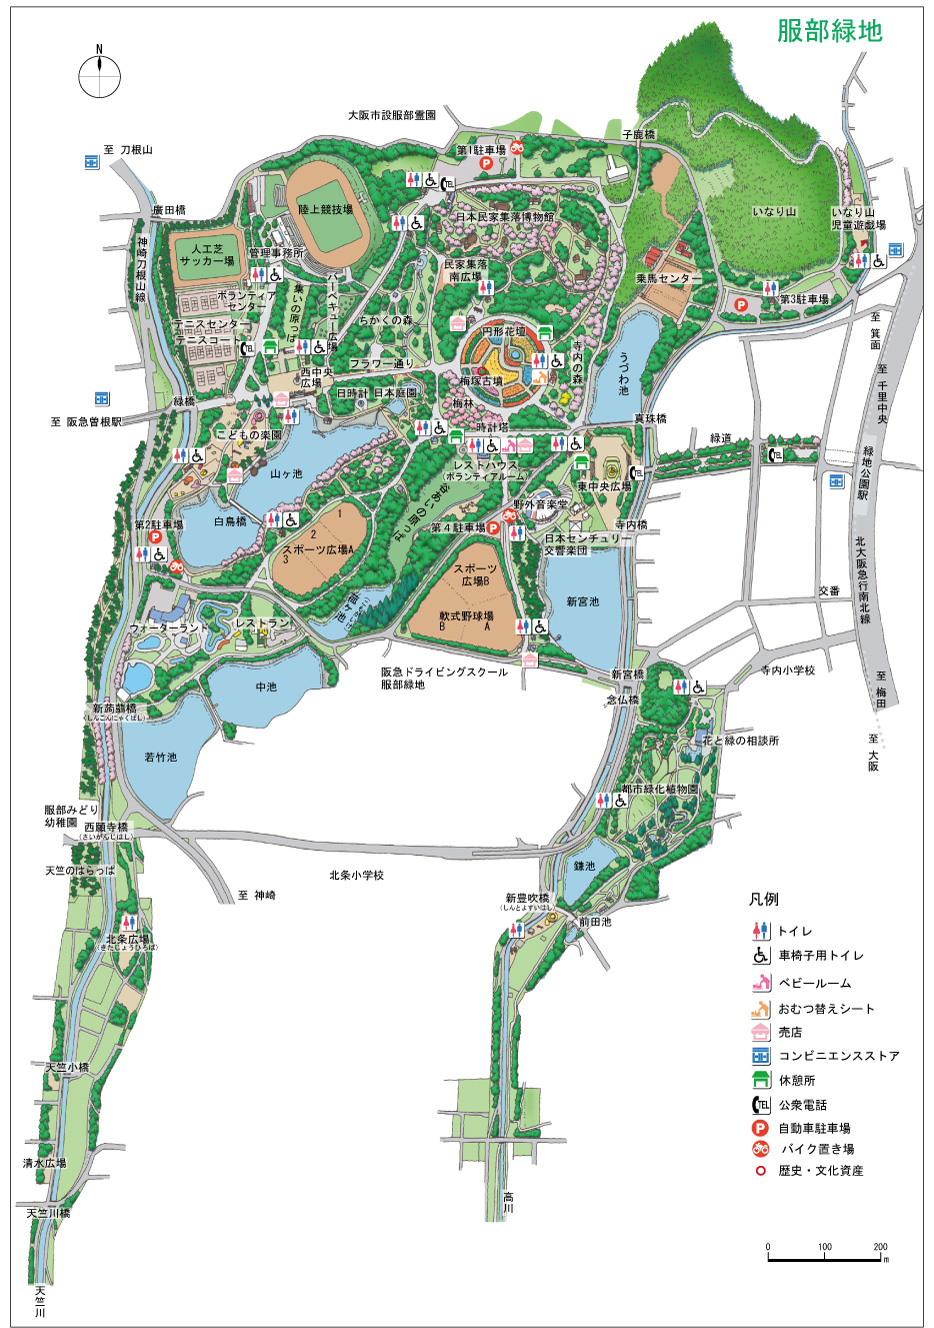 服部緑地
N
大阪市設服部霊園
至 刀根山
第1駐車場
子鹿橋
TEL
廣田橋
陸上競技場
日本民家集落博物館
いなり山
いなり山
児童遊戯場
神崎刀根山線
人工芝
サッカー場
管理事務所
民家集落
南広場
乗馬センター
第3駐車場
ボランティア
センター
集いの原っぱ
バーベキュー広場
ちかくの森
テニスセンター
テニスコート
TEL
円形花壇
寺内の森
うづわ池
至 箕面
フラワー通り
西中央
広場
梅塚古墳
至 千里中央
日時計
日本庭園
緑橋
梅林
至 阪急曽根駅
こどもの楽園
時計塔
真珠橋
緑道
TEL
緑地公園駅
山ヶ池
レストハウス
(ボランティアルーム)
東中央広場
TEL
谷あいの原っぱ
野外音楽堂
白鳥橋
第2駐車場
1
2
3
スポーツ広場A
第4駐車場
寺内橋
日本センチュリー
交響楽団
北大阪急行南北線
スポーツ
広場B
新宮池
交番
ウォーターランド
レストラン
軟式野球場
B
A
阪急ドライビングスクール
服部緑地
新宮橋
寺内小学校
中池
念仏橋
至 梅田
新蒟蒻橋
(しんこんにゃくばし)
花と緑の相談所
至 大阪
若竹池
都市緑化植物園
服部みどり
幼稚園
西願寺橋
(さいがんじばし)
天竺のはらっぱ
北条小学校
鎌池
至 神崎
新豊吹橋
(しんとよすいばし)
前田池
北条広場
(きたじょうひろば)
凡例
トイレ
車椅子用トイレ
ベビールーム
おむつ替えシート
売店
コンビニエンスストア
休憩所
TEL
公衆電話
P
自動車駐車場
バイク置き場
歴史・文化資産
天竺小橋
清水広場
天竺川橋
高川
天竺川
0
100
200
m